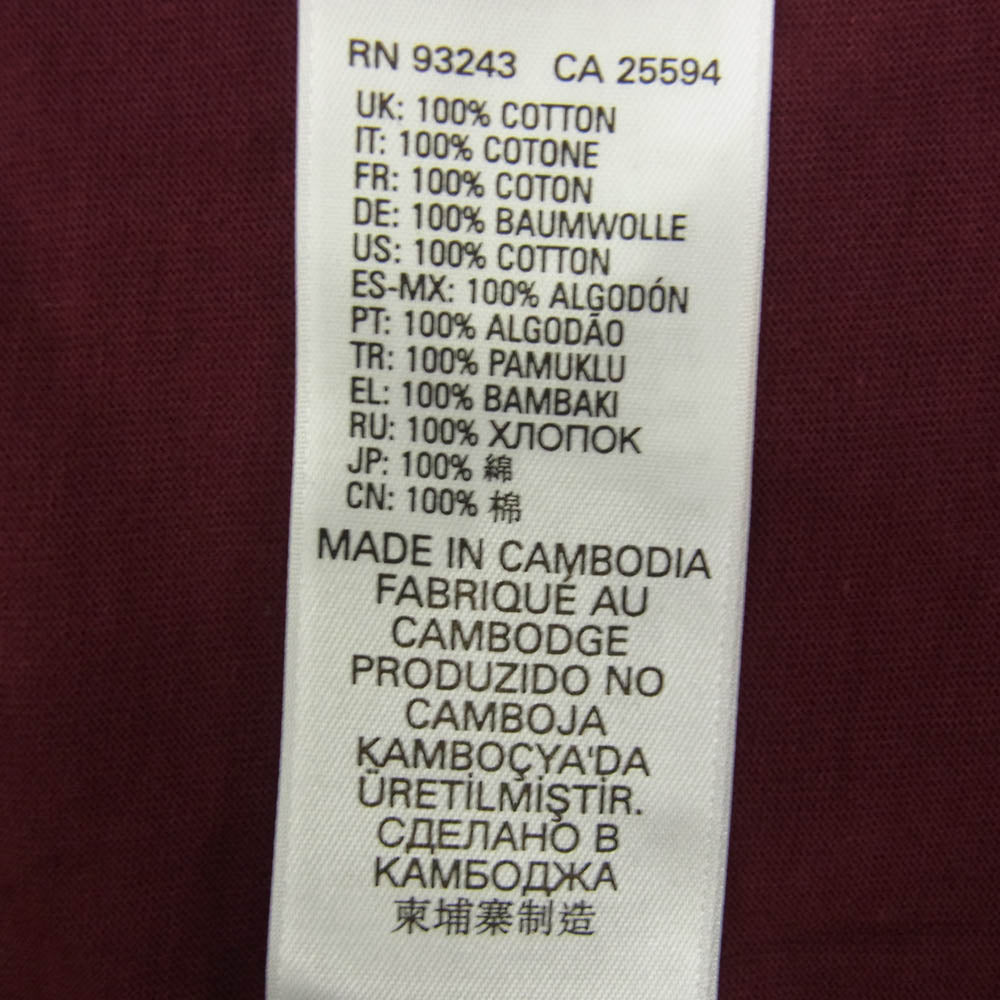 RN 93243 CA 25594
UK: 100% COTTON
IT: 100% COTONE
FR: 100% COTON
DE: 100% BAUMWOLLE
US: 100% COTTON
ES-MX: 100% ALGODÓN
PT: 100% ALGODÃO
TR: 100% PAMUKLU
EL: 100% BAMBAKI
RU: 100% ХЛОПОК
JP: 100% 綿
CN: 100% 棉
MADE IN CAMBODIA
FABRIQUÉ AU
CAMBODGE
PRODUZIDO NO
CAMBOJA
KAMBOÇYA'DA
ÜRETİLMİŞTİR.
СДЕЛАНО В
КАМБОДЖА
柬埔寨制造